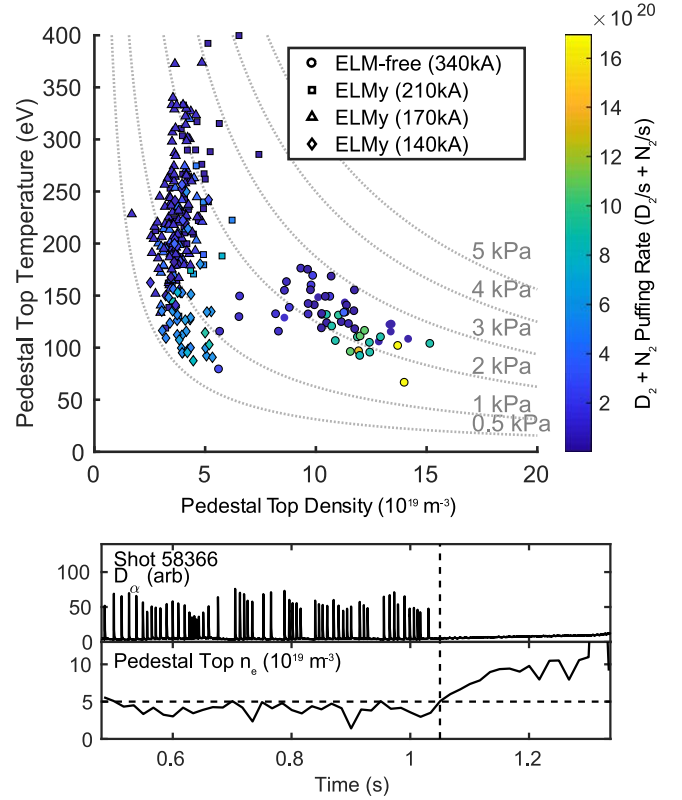 × 10 20
400
350
300
250
200
150
100
50
0
Pedestal Top Temperature (eV)
ELM-free (340kA)
ELMy (210kA)
ELMy (170kA)
ELMy (140kA)
5 kPa
4 kPa
3 kPa
2 kPa
1 kPa
0.5 kPa
0 5 10 15 20
Pedestal Top Density (10¹⁹ m⁻³)
16
14
12
10
8
6
4
2
D₂ + N₂ Puffing Rate (D₂/s + N₂/s)
Shot 58366
Dα (arb)
100
50
0
Pedestal Top nₑ (10¹⁹ m⁻³)
10
5
0
0.6 0.8 1 1.2
Time (s)